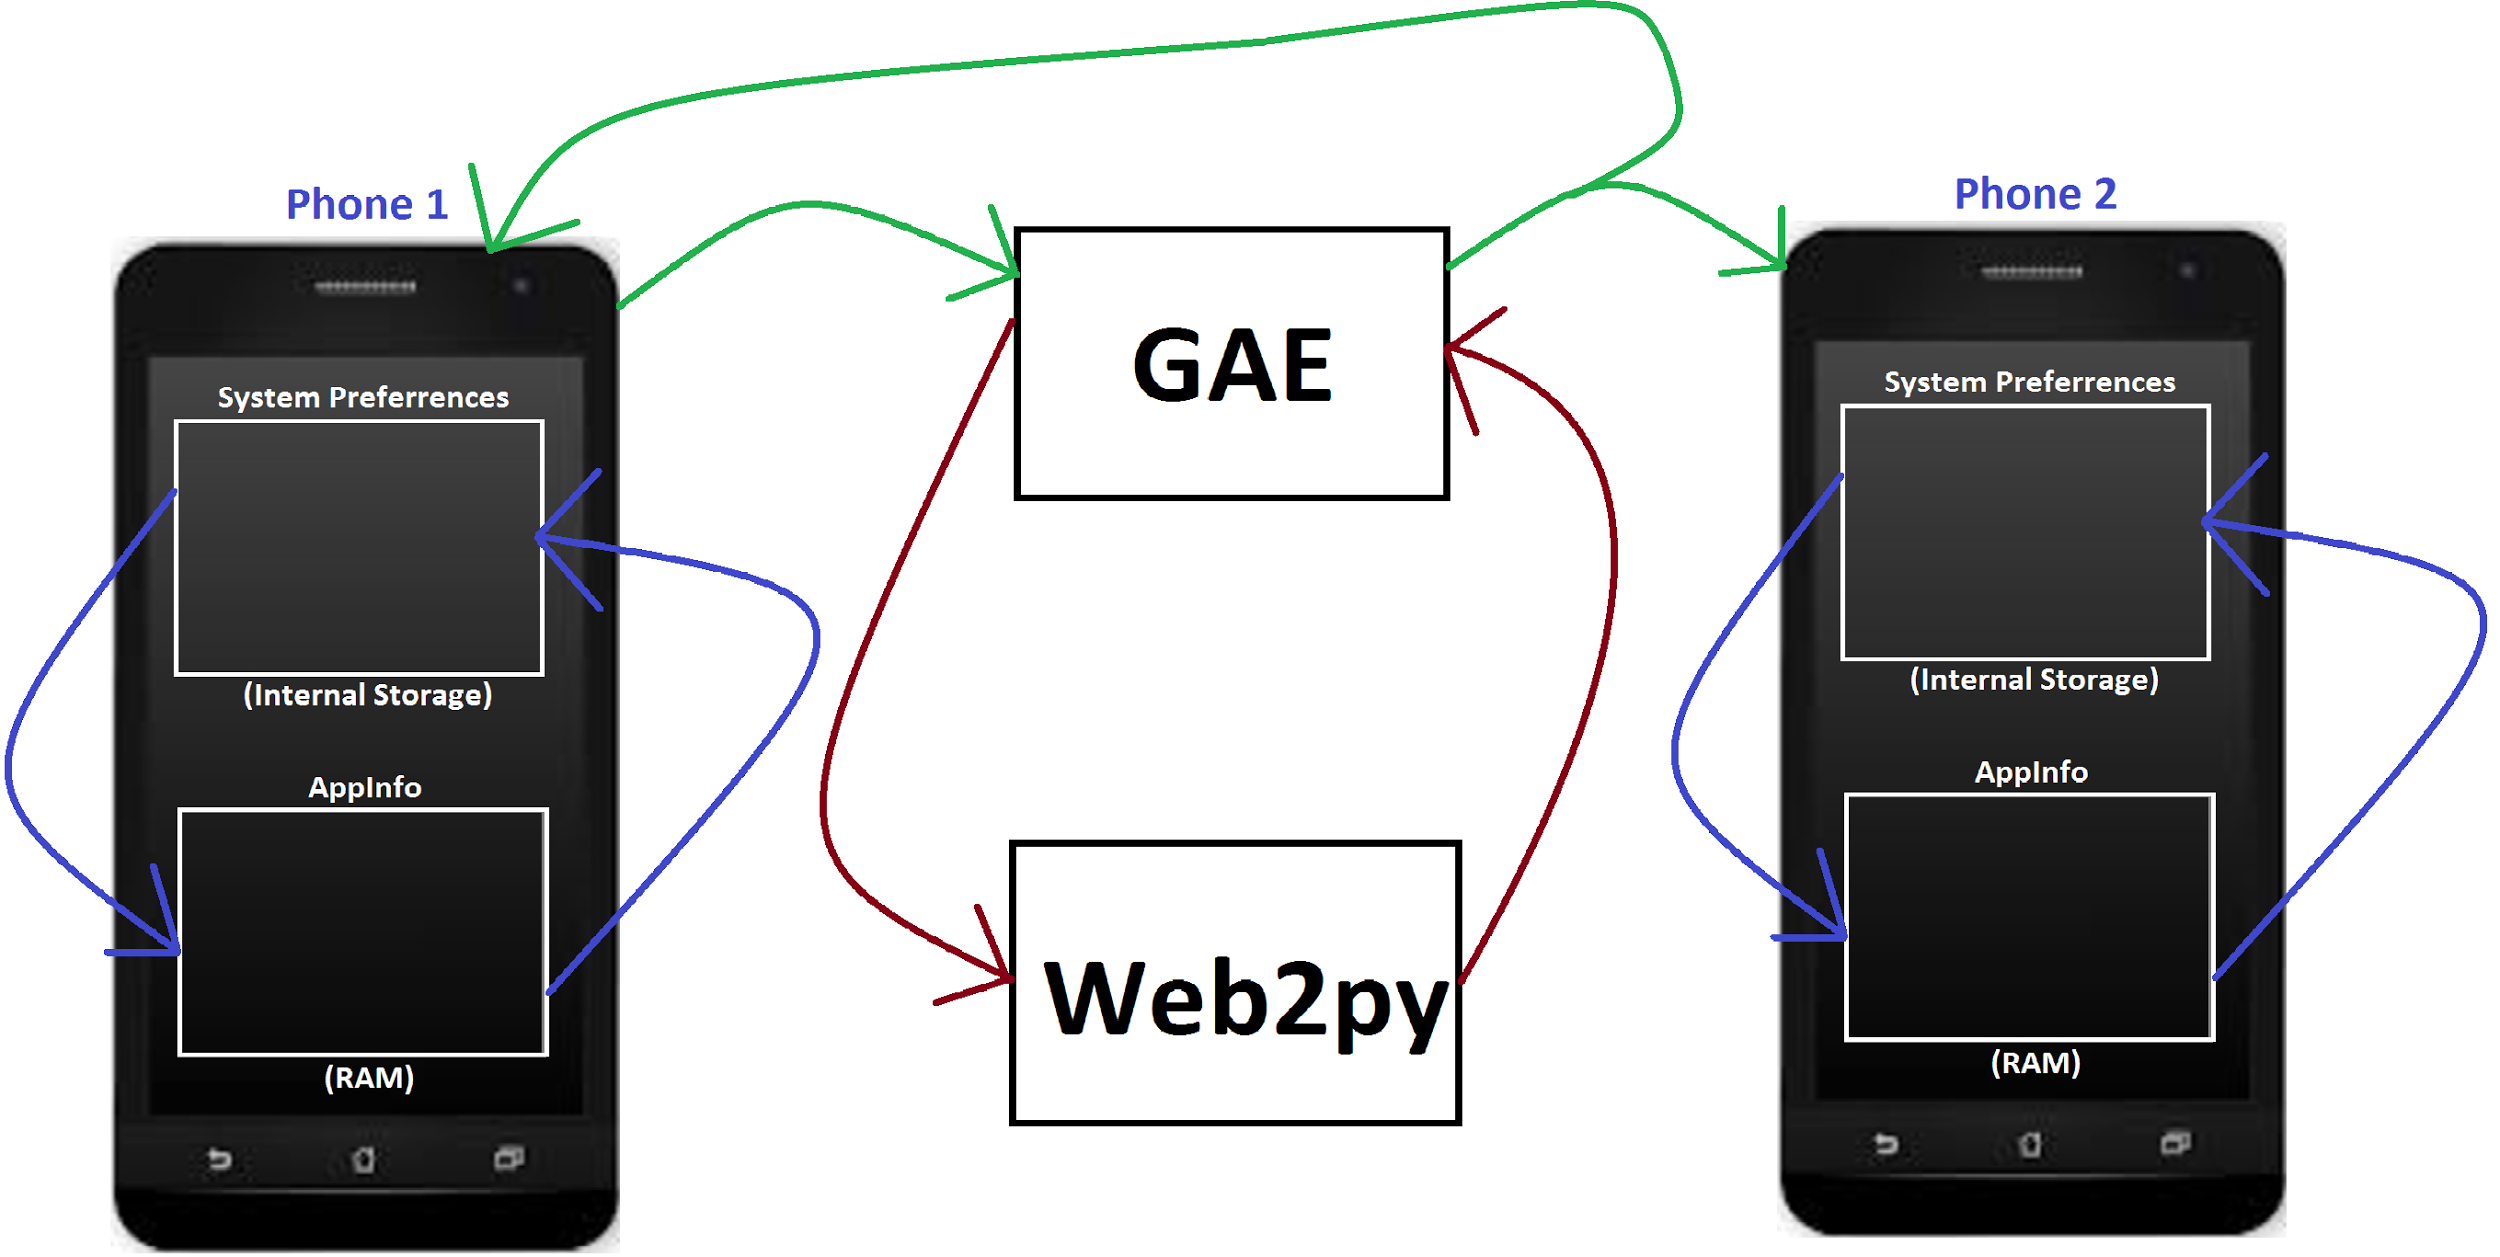 Phone 1
Phone 2
System Preferrences
(Internal Storage)
AppInfo
(RAM)
GAE
Web2py
System Preferrences
(Internal Storage)
AppInfo
(RAM)